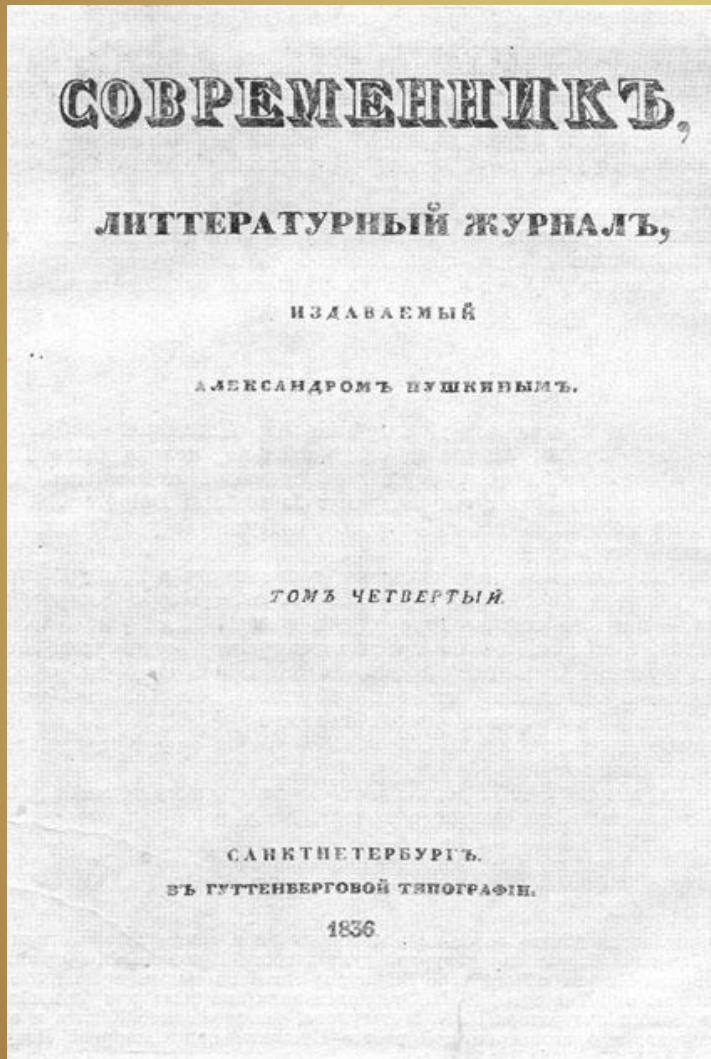 СОВРЕМЕННИКЪ,
ЛИТТЕРАТУРНЫЙ ЖУРНАЛЪ,
ИЗДАВАЕМЫЙ
АЛЕКСАНДРОМЪ ПУШКИНЫМЪ.
ТОМЪ ЧЕТВЕРТЫЙ.
САНКТПЕТЕРБУРГЪ.
ВЪ ГУТТЕНБЕРГОВОЙ ТИПОГРАФІИ.
1836